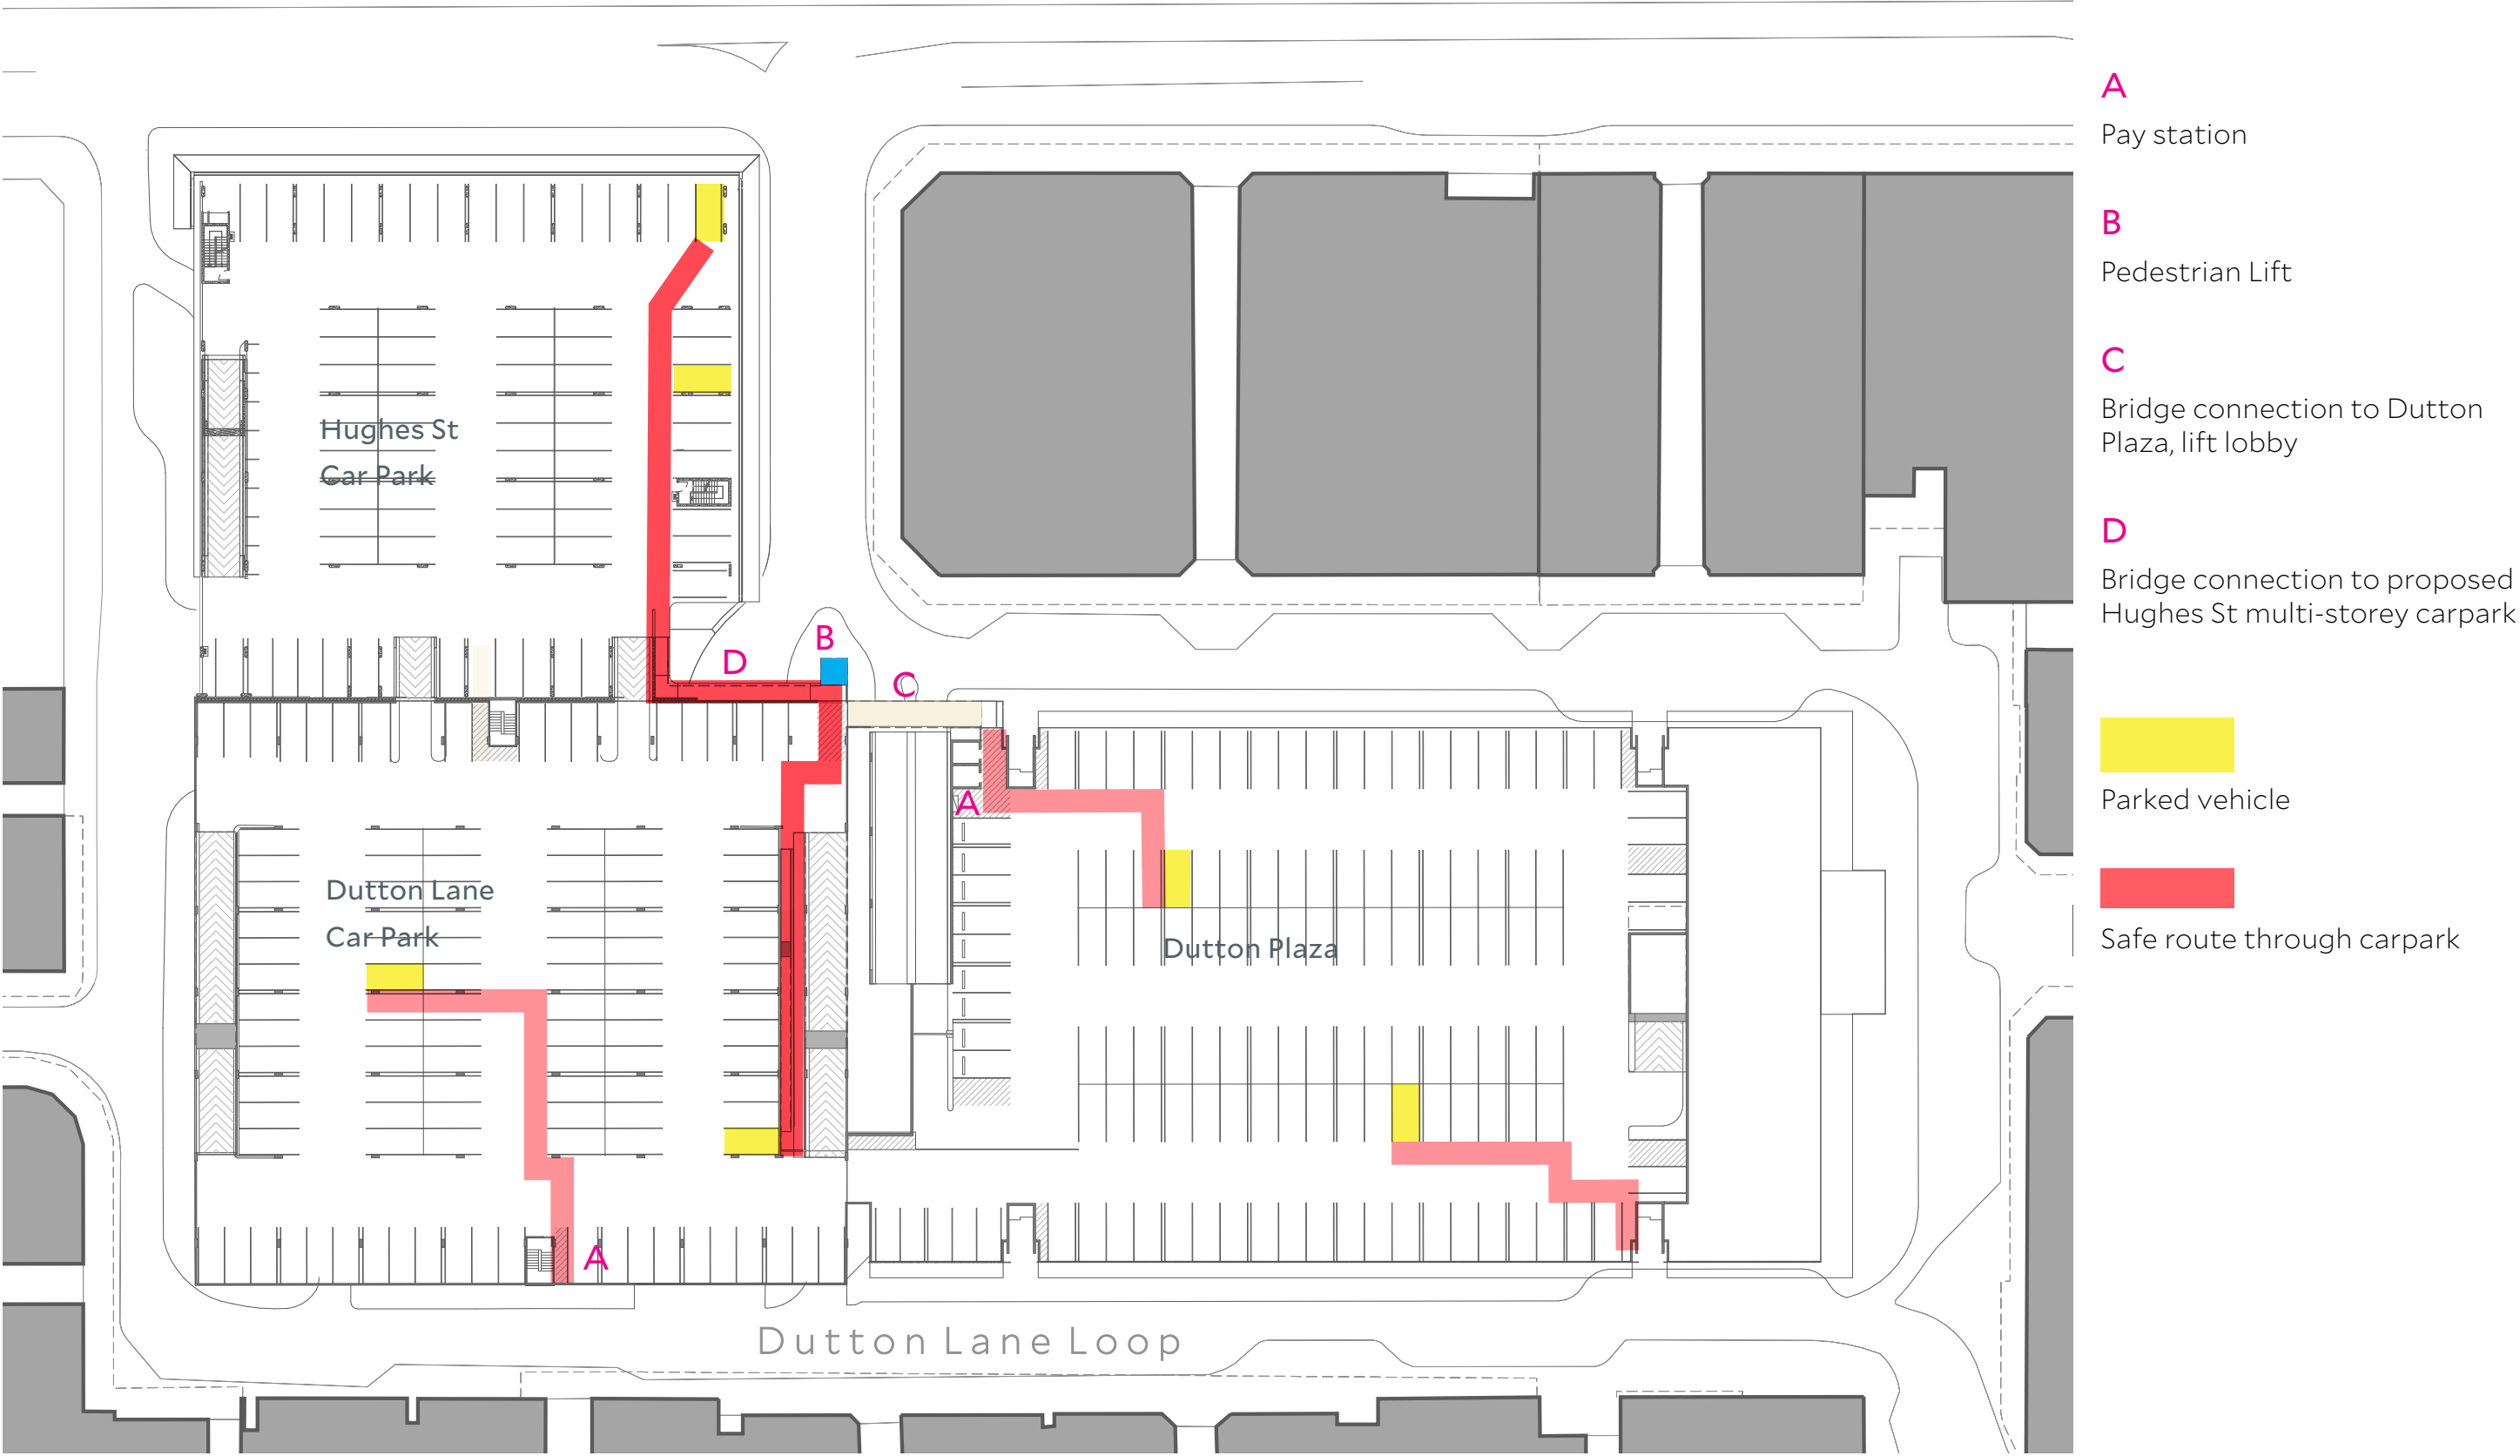 Hughes St
Car Park
D
B
C
A
Dutton Lane
Car Park
Dutton Plaza
A
Dutton Lane Loop
A
Pay station
B
Pedestrian Lift
C
Bridge connection to Dutton
Plaza, lift lobby
D
Bridge connection to proposed
Hughes St multi-storey carpark
Parked vehicle
Safe route through carpark